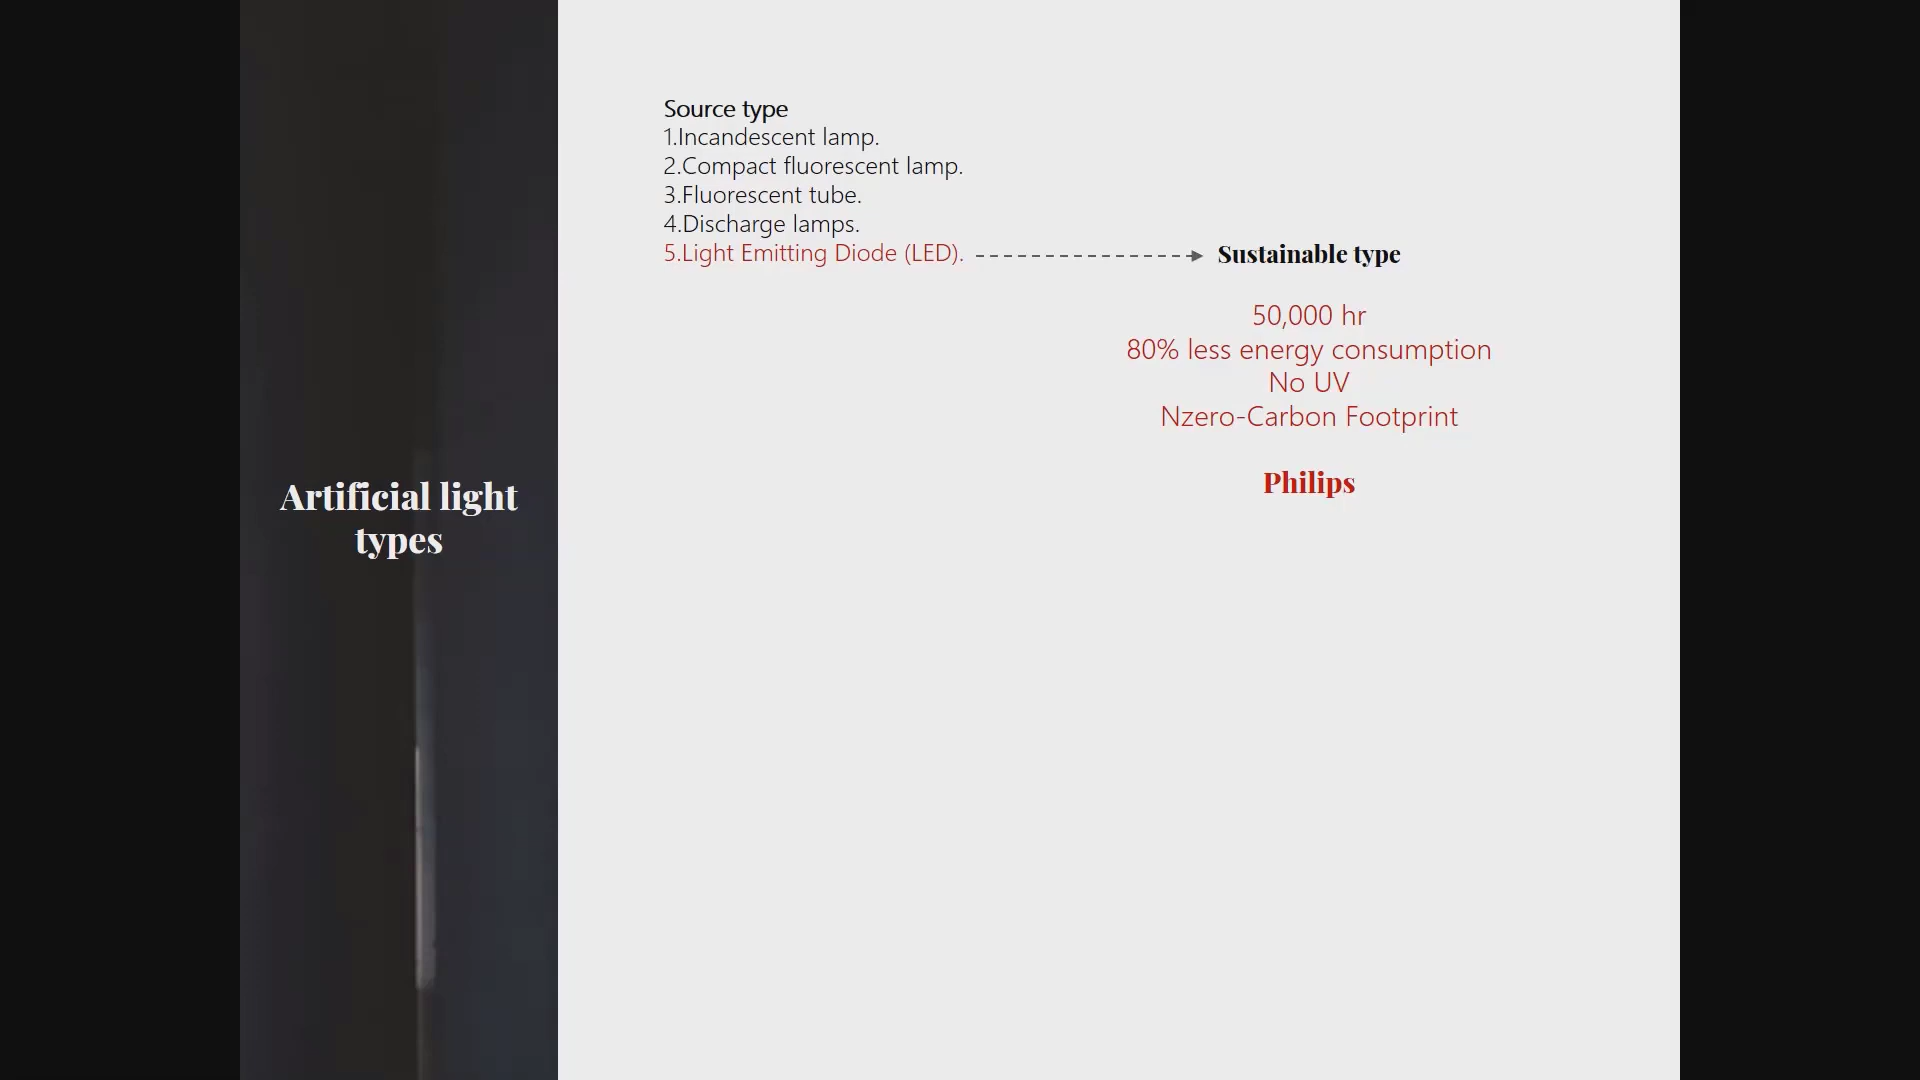 Artificial light
types
Source type
1.Incandescent lamp.
2.Compact fluorescent lamp.
3.Fluorescent tube.
4.Discharge lamps.
5.Light Emitting Diode (LED).
Sustainable type
50,000 hr
80% less energy consumption
No UV
Nzero-Carbon Footprint
Philips